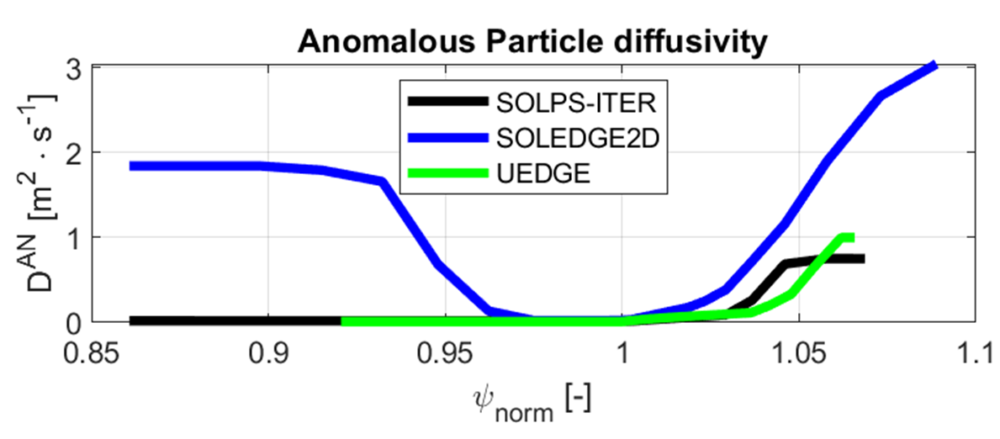 Anomalous Particle diffusivity
D^AN [m² · s⁻¹]
3
2
1
0
SOLPS-ITER
SOLEDGE2D
UEDGE
0.85 0.9 0.95 1 1.05 1.1
ψ_norm [-]